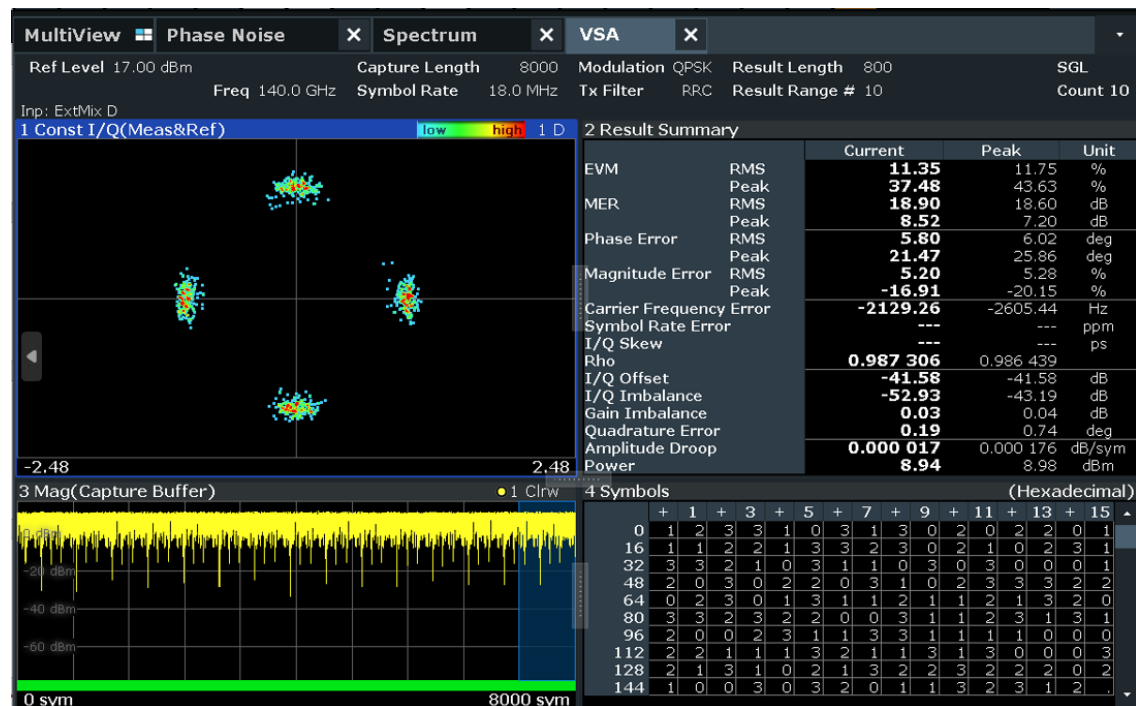 MultiView Phase Noise × Spectrum × VSA ×
Ref Level 17.00 dBm Capture Length 8000 Modulation QPSK Result Length 800 SGL
Freq 140.0 GHz Symbol Rate 18.0 MHz Tx Filter RRC Result Range # 10 Count 10
Inp: ExtMix D
1 Const I/Q(Meas&Ref) low high 1 D
-2.48 2.48
2 Result Summary
Current Peak Unit
EVM RMS 11.35 11.75 %
Peak 37.48 43.63 %
MER RMS 18.90 18.60 dB
Peak 8.52 7.20 dB
Phase Error RMS 5.80 6.02 deg
Peak 21.47 25.86 deg
Magnitude Error RMS 5.20 5.28 %
Peak -16.91 -20.15 %
Carrier Frequency Error -2129.26 -2605.44 Hz
Symbol Rate Error --- --- ppm
I/Q Skew --- --- ps
Rho 0.987 306 0.986 439
I/Q Offset -41.58 -41.58 dB
I/Q Imbalance -52.93 -43.19 dB
Gain Imbalance 0.03 0.04 dB
Quadrature Error 0.19 0.74 deg
Amplitude Droop 0.000 017 0.000 176 dB/sym
Power 8.94 8.98 dBm
3 Mag(Capture Buffer) 1 Clrw
0 dBm
-20 dBm
-40 dBm
-60 dBm
0 sym 8000 sym
4 Symbols (Hexadecimal)
+ 1 + 3 + 5 + 7 + 9 + 11 + 13 + 15
0 1 2 3 3 1 0 3 1 3 0 2 0 2 2 0 1
16 1 1 2 2 1 3 3 2 3 0 2 1 0 2 3 1
32 3 3 2 1 0 3 1 1 0 3 0 3 0 0 0 1
48 2 0 3 0 2 2 0 3 1 0 2 3 3 3 2 2
64 0 2 3 0 1 3 1 1 2 1 1 2 1 3 2 0
80 3 3 2 3 2 2 0 0 3 1 1 2 3 1 3 1
96 2 0 0 2 3 1 1 3 3 1 1 1 1 0 0 0
112 2 2 1 1 1 3 2 1 1 3 1 3 0 0 0 3
128 2 1 3 1 0 2 1 3 2 2 3 2 2 2 0 2
144 1 0 0 3 0 3 2 0 1 1 3 2 3 1 2 .